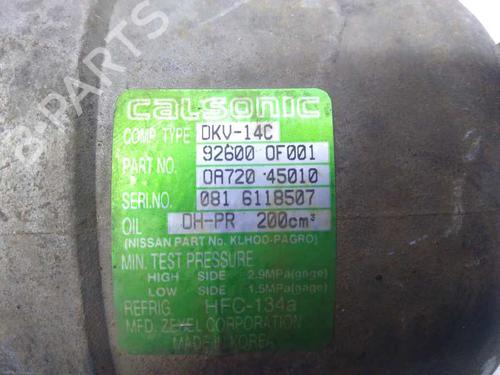 calsonic
COMP. TYPE DKV-14C
PART NO. 92600 0F001
0A720 45010
SERI.NO. 081 6118507
OIL DH-PR 200cm³
(NISSAN PART No. KLH00-PAGR0)
MIN. TEST PRESSURE
HIGH SIDE 2.9MPa(gage)
LOW SIDE 1.5MPa(gage)
REFRIG. HFC-134a
MFD. ZEXEL CORPORATION
MADE IN KOREA
B-PARTS